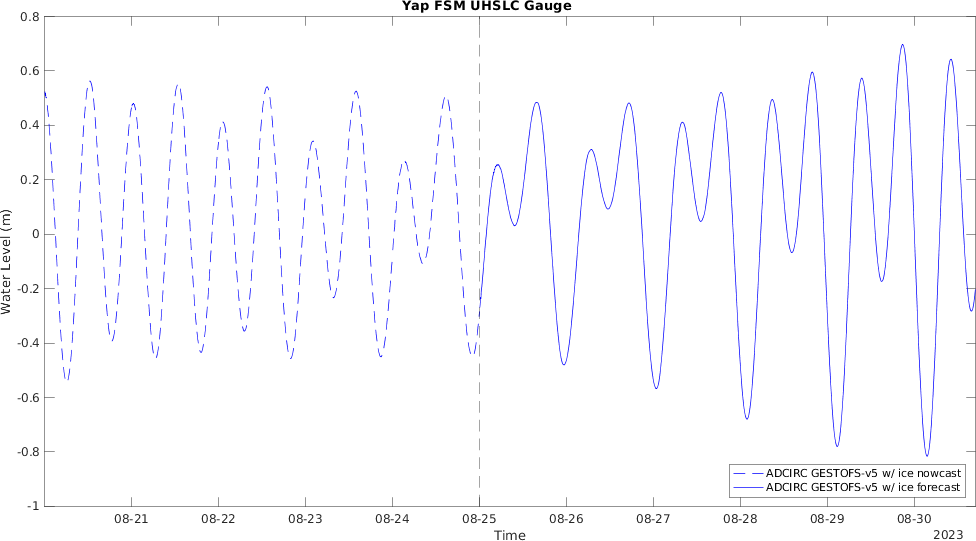 Yap FSM UHSLC Gauge
0.8
0.6
0.4
0.2
0
-0.2
-0.4
-0.6
-0.8
-1
Water Level (m)
ADCIRC GESTOFS-v5 w/ ice nowcast
ADCIRC GESTOFS-v5 w/ ice forecast
08-21 08-22 08-23 08-24 08-25 08-26 08-27 08-28 08-29 08-30
Time
2023